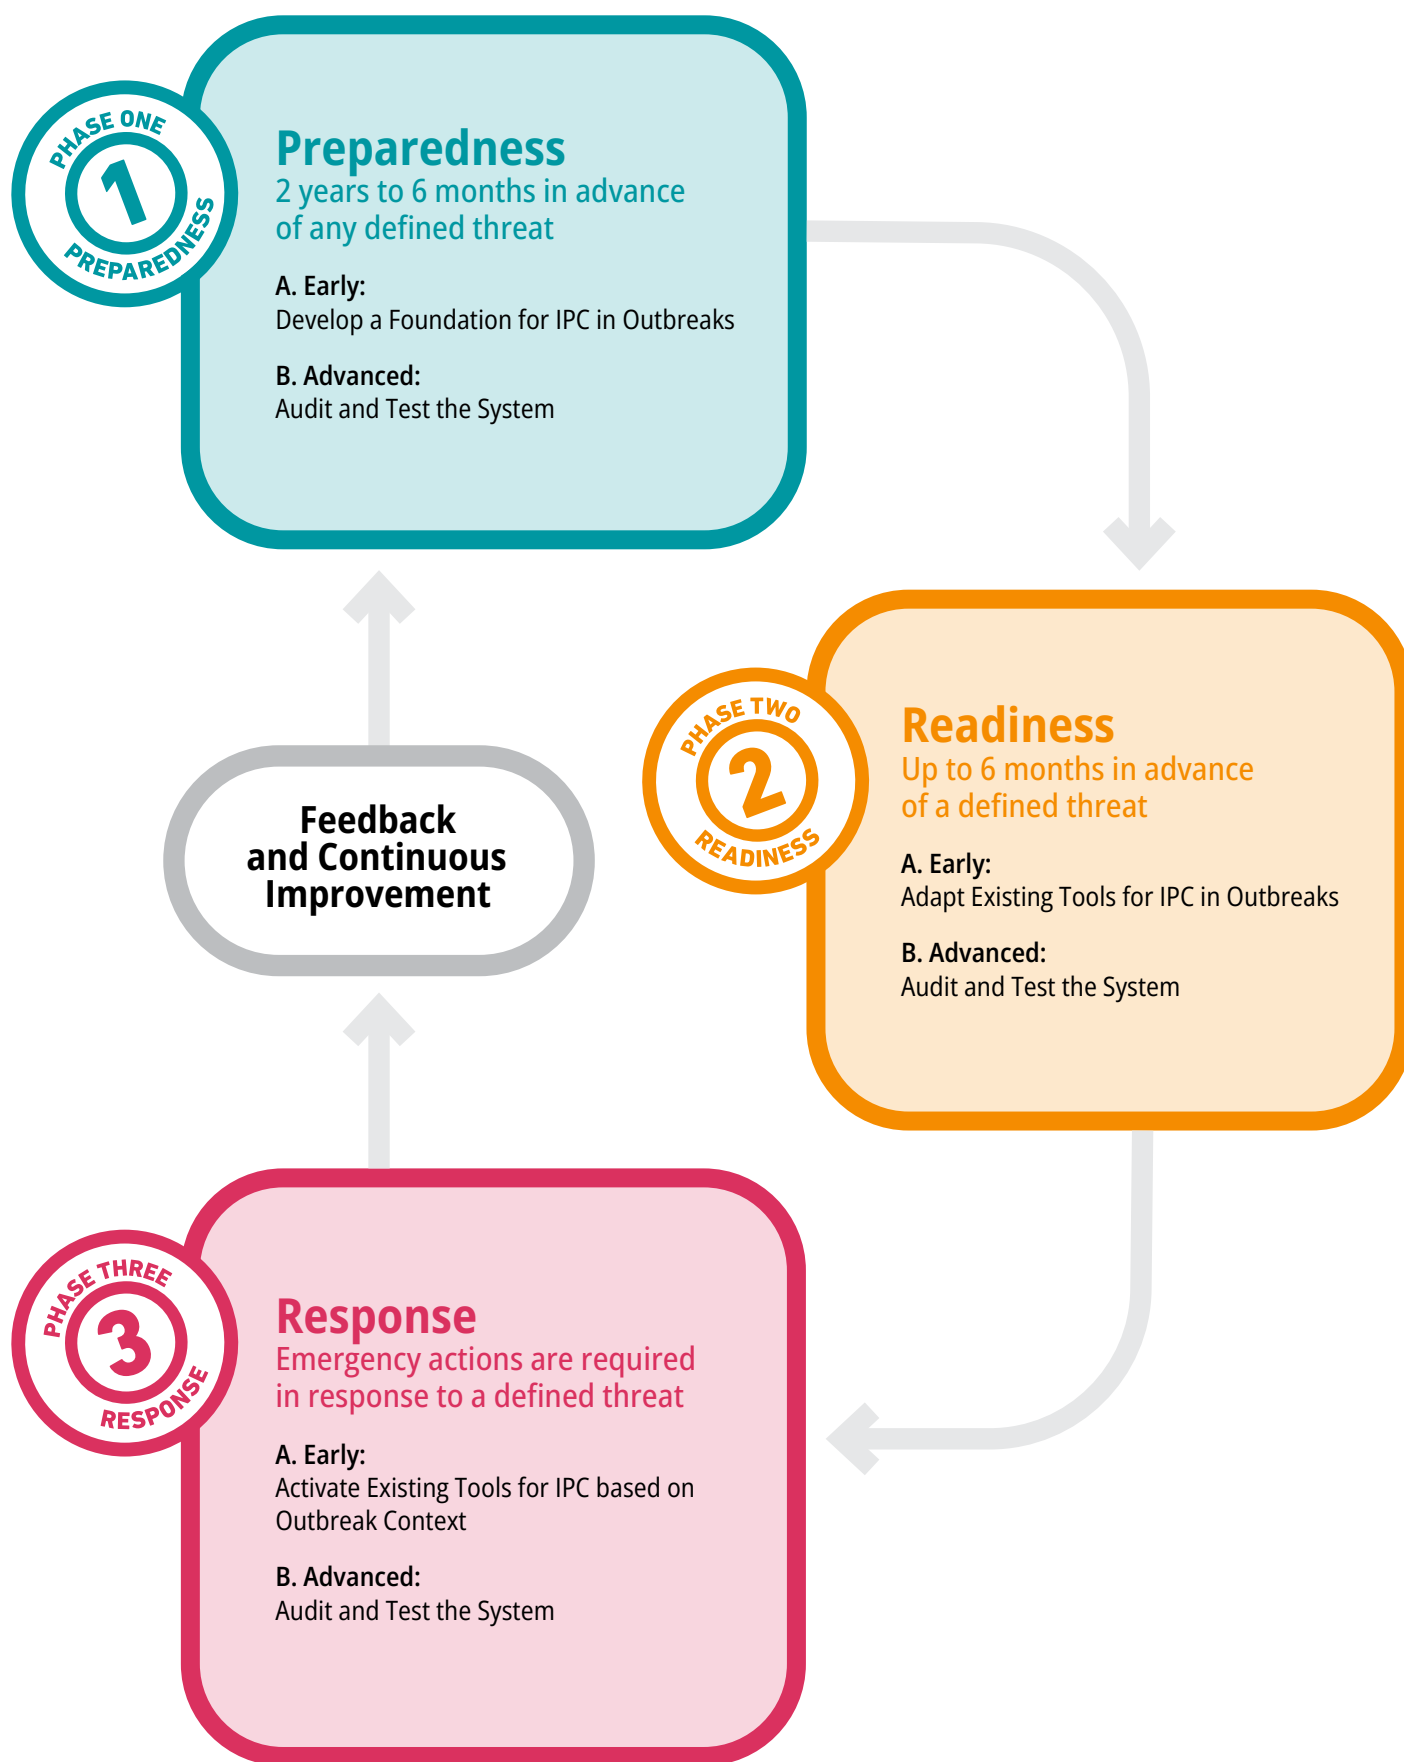 PHASE ONE
1
PREPAREDNESS
Preparedness
2 years to 6 months in advance
of any defined threat
A. Early:
Develop a Foundation for IPC in Outbreaks
B. Advanced:
Audit and Test the System
PHASE TWO
2
READINESS
Readiness
Up to 6 months in advance
of a defined threat
A. Early:
Adapt Existing Tools for IPC in Outbreaks
B. Advanced:
Audit and Test the System
Feedback
and Continuous
Improvement
PHASE THREE
3
RESPONSE
Response
Emergency actions are required
in response to a defined threat
A. Early:
Activate Existing Tools for IPC based on
Outbreak Context
B. Advanced:
Audit and Test the System